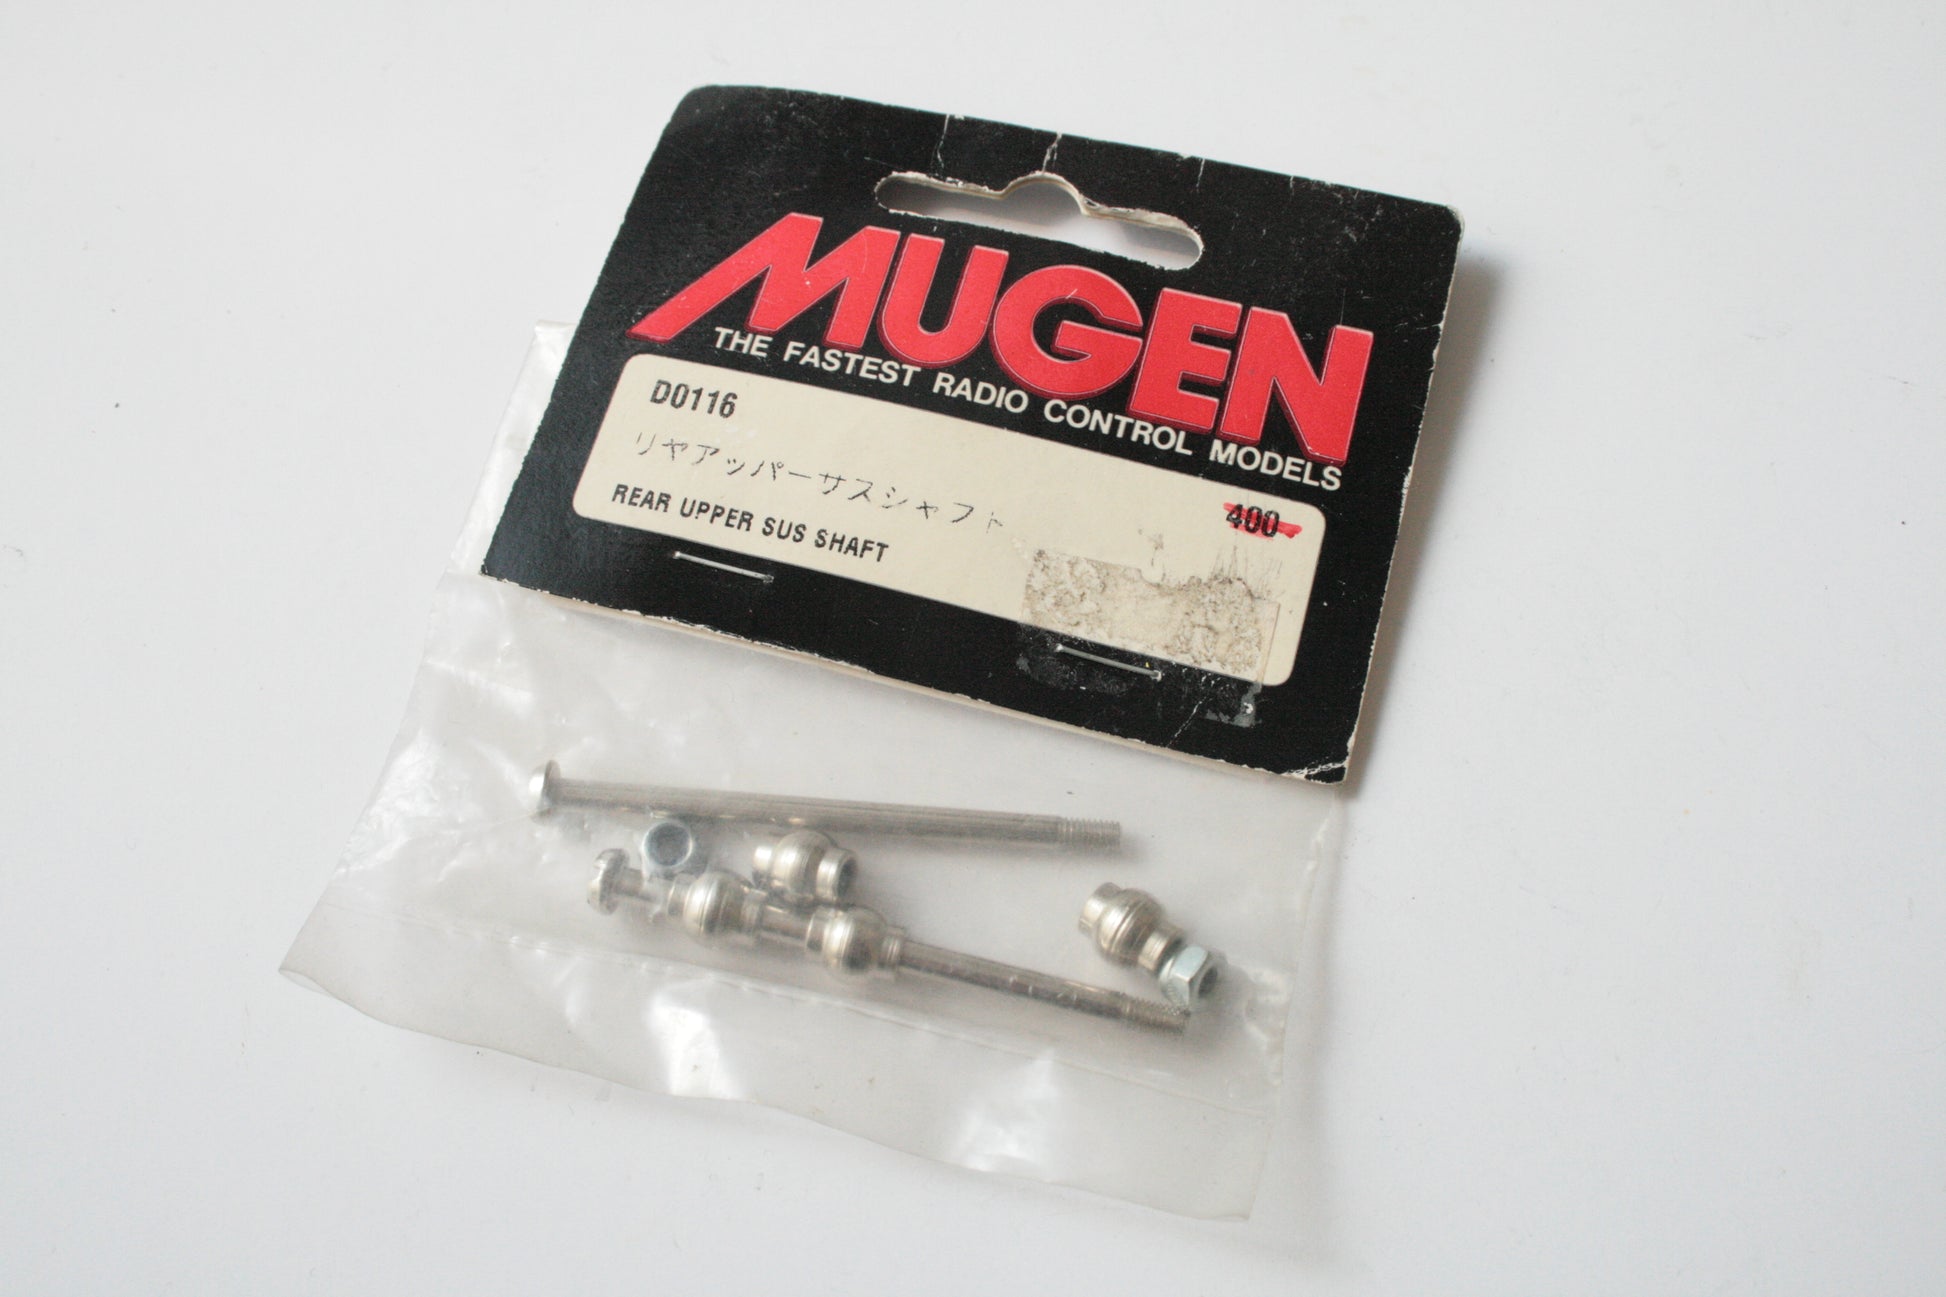 MUGEN
THE FASTEST RADIO CONTROL MODELS
D0116
リヤアッパーサスシャフト
400
REAR UPPER SUS SHAFT